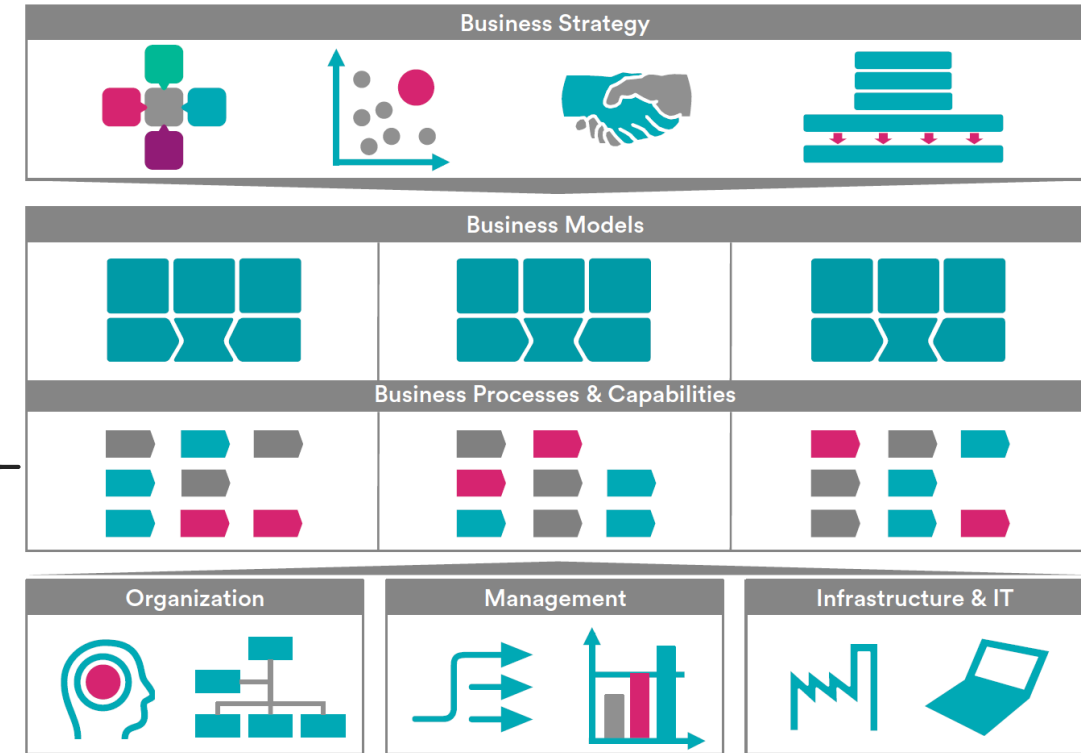 Business Strategy
Business Models
Business Processes & Capabilities
Organization
Management
Infrastructure & IT